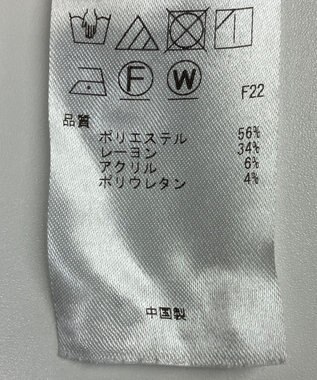 F W
F22
品質
ポリエステル 56%
レーヨン 34%
アクリル 6%
ポリウレタン 4%
中国製